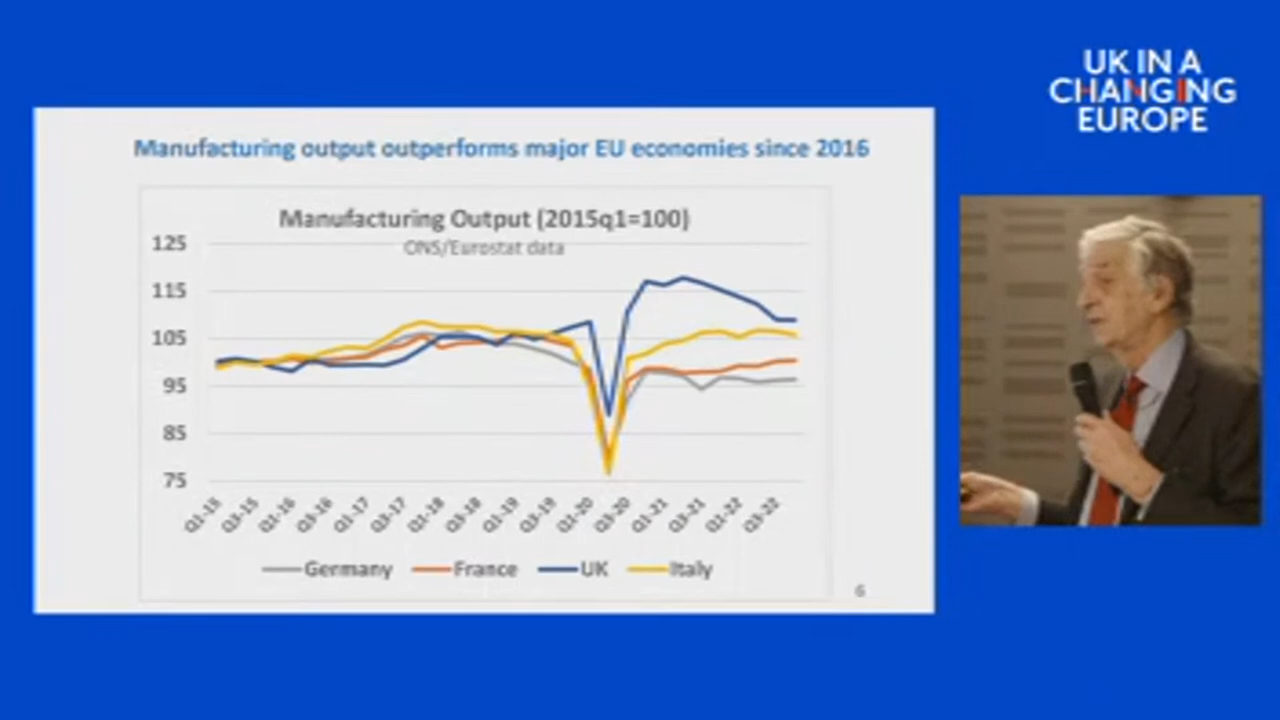 UK IN A
CHANGING
EUROPE
Manufacturing output outperforms major EU economies since 2016
Manufacturing Output (2015q1=100)
ONS/Eurostat data
125
115
105
95
85
75
Q1-15
Q3-15
Q1-16
Q3-16
Q1-17
Q3-17
Q1-18
Q3-18
Q1-19
Q3-19
Q1-20
Q3-20
Q1-21
Q3-21
Q1-22
Q3-22
Germany
France
UK
Italy
6